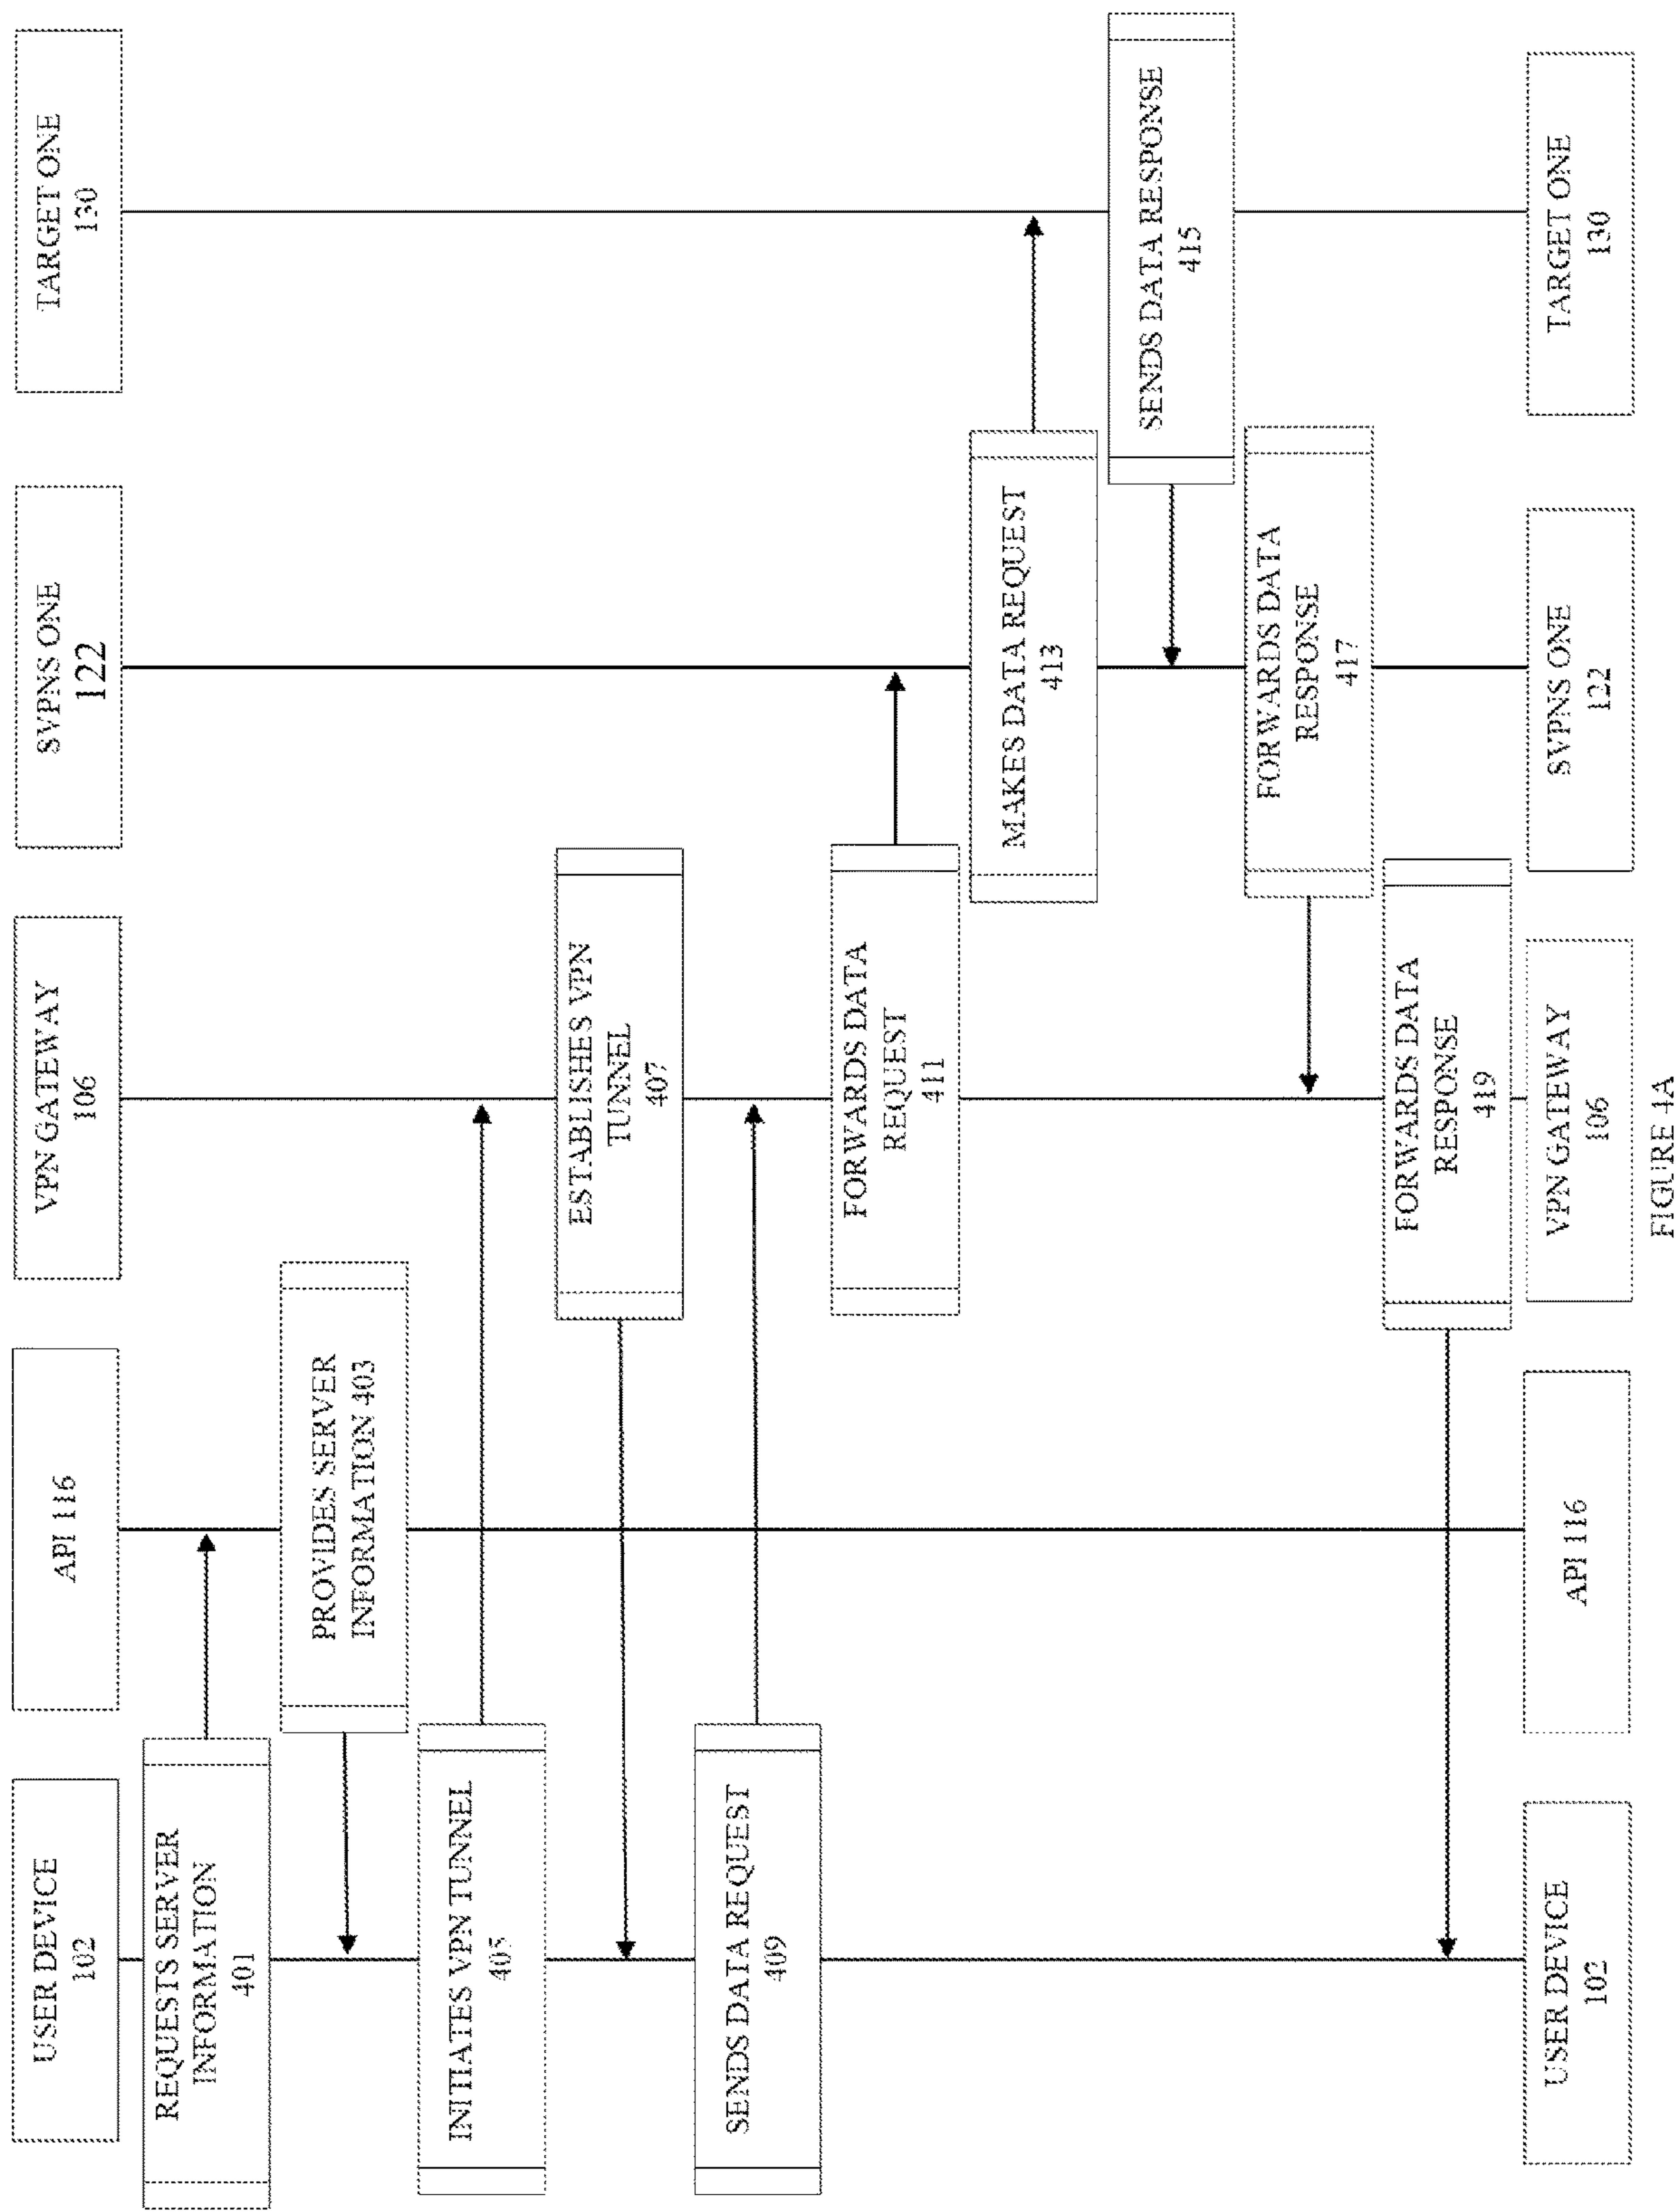 USER DEVICE
102
API 116
VPN GATEWAY
106
SVPNS ONE
122
TARGET ONE
130
REQUESTS SERVER
INFORMATION
401
PROVIDES SERVER
INFORMATION 403
INITIATES VPN TUNNEL
405
ESTABLISHES VPN
TUNNEL
407
SENDS DATA REQUEST
409
FORWARDS DATA
REQUEST
411
MAKES DATA REQUEST
413
SENDS DATA RESPONSE
415
FORWARDS DATA
RESPONSE
417
FORWARDS DATA
RESPONSE
419
USER DEVICE
102
API 116
VPN GATEWAY
106
SVPNS ONE
122
TARGET ONE
130
FIGURE 4A